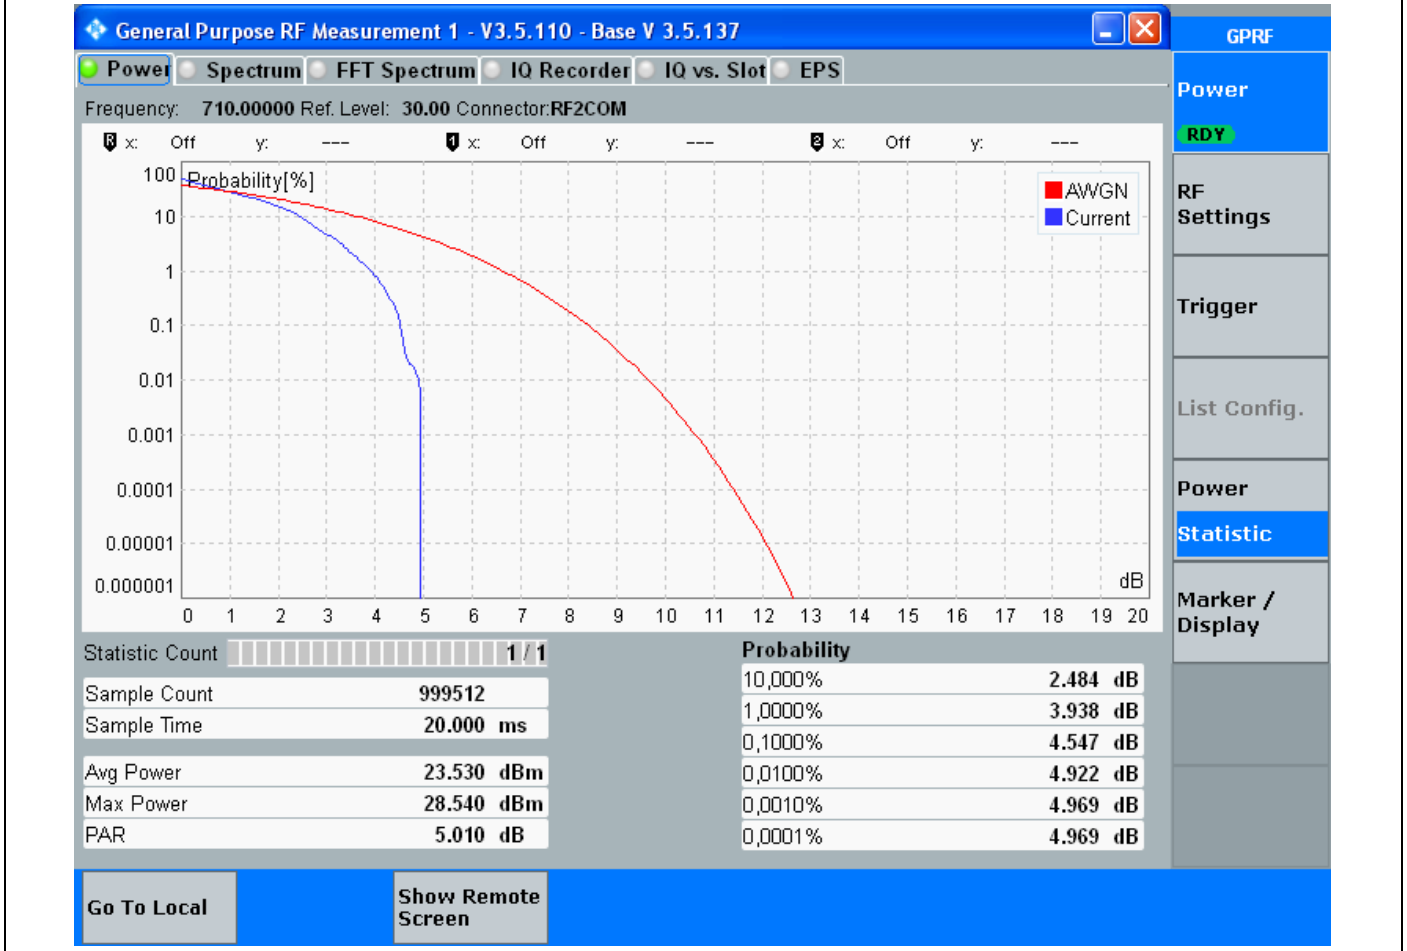 General Purpose RF Measurement 1 - V3.5.110 - Base V 3.5.137
GPRF
Power Spectrum FFT Spectrum IQ Recorder IQ vs. Slot EPS
Power
RDY
Frequency: 710.00000 Ref. Level: 30.00 Connector:RF2COM
R x: Off y: --- 1 x: Off y: --- 2 x: Off y: ---
100 Probability[%]
AWGN
Current
10
1
0.1
0.01
0.001
0.0001
0.00001
0.000001
dB
0 1 2 3 4 5 6 7 8 9 10 11 12 13 14 15 16 17 18 19 20
RF
Settings
Trigger
List Config.
Power
Statistic
Marker /
Display
Statistic Count 1 / 1
Sample Count 999512
Sample Time 20.000 ms
Avg Power 23.530 dBm
Max Power 28.540 dBm
PAR 5.010 dB
Probability
10,000% 2.484 dB
1,0000% 3.938 dB
0,1000% 4.547 dB
0,0100% 4.922 dB
0,0010% 4.969 dB
0,0001% 4.969 dB
Go To Local
Show Remote
Screen